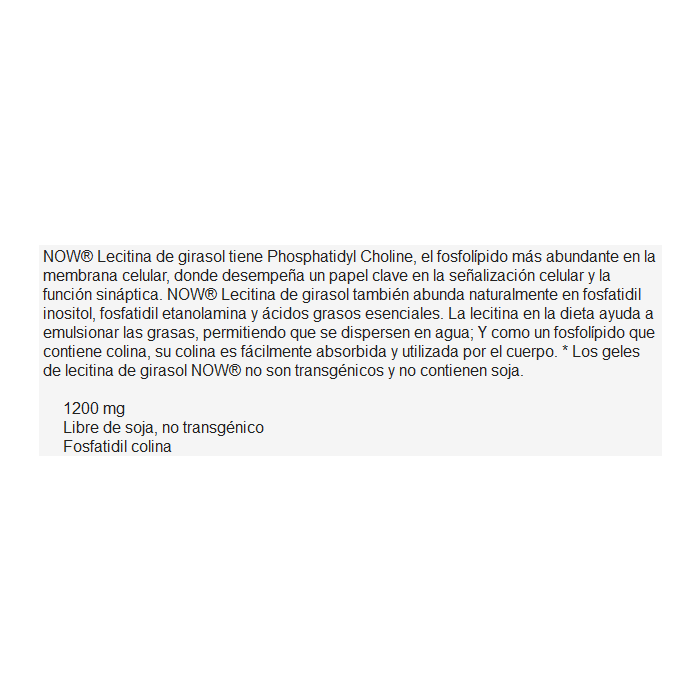 NOW® Lecitina de girasol tiene Phosphatidyl Choline, el fosfolípido más abundante en la
membrana celular, donde desempeña un papel clave en la señalización celular y la
función sináptica. NOW® Lecitina de girasol también abunda naturalmente en fosfatidil
inositol, fosfatidil etanolamina y ácidos grasos esenciales. La lecitina en la dieta ayuda a
emulsionar las grasas, permitiendo que se dispersen en agua; Y como un fosfolípido que
contiene colina, su colina es fácilmente absorbida y utilizada por el cuerpo. * Los geles
de lecitina de girasol NOW® no son transgénicos y no contienen soja.
1200 mg
Libre de soja, no transgénico
Fosfatidil colina